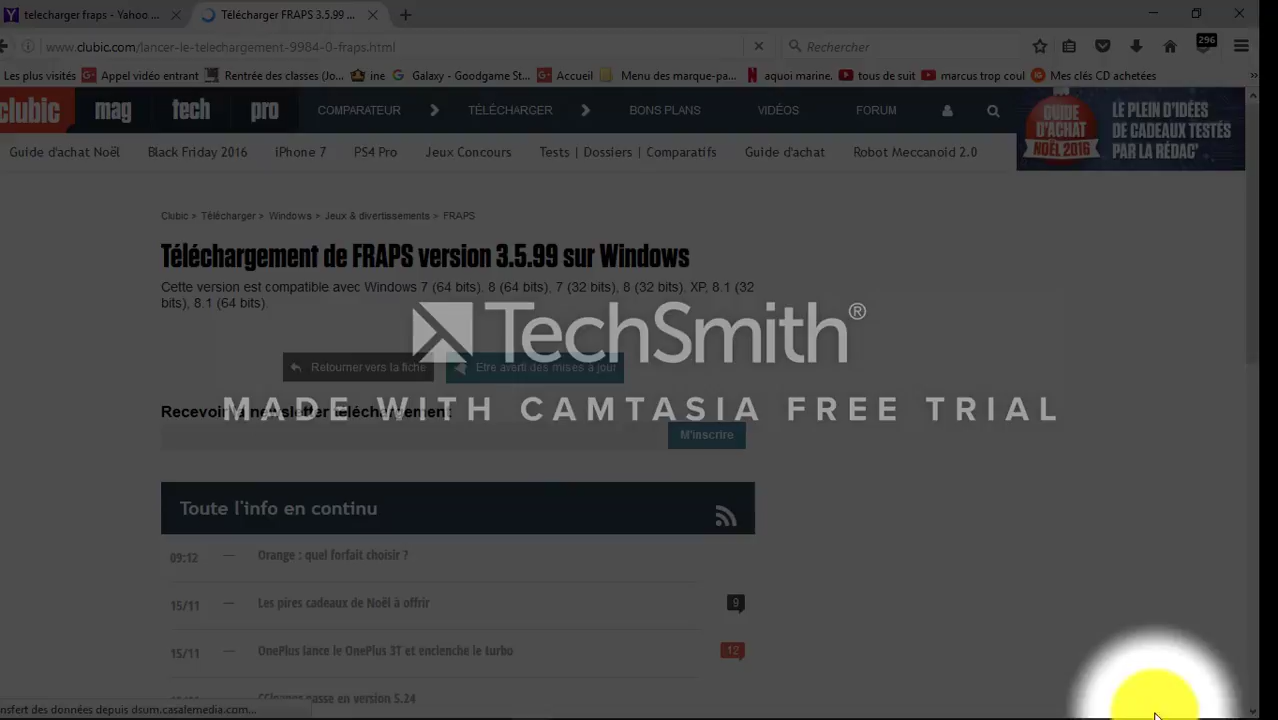 telecharger fraps - Yahoo ...
Télécharger FRAPS 3.5.99 ...
www.clubic.com/lancer-le-telechargement-9984-0-fraps.html
Rechercher
296
Les plus visités
Appel vidéo entrant
Rentrée des classes (Jo...
ine
Galaxy - Goodgame St...
Accueil
Menu des marque-pa...
aquoi marine.
tous de suit
marcus trop coul
Mes clés CD achetées
clubic
mag
tech
pro
COMPARATEUR
TÉLÉCHARGER
BONS PLANS
VIDÉOS
FORUM
GUIDE
D'ACHAT
NOËL 2016
LE PLEIN D'IDÉES
DE CADEAUX TESTÉS
PAR LA RÉDAC'
Guide d'achat Noël
Black Friday 2016
iPhone 7
PS4 Pro
Jeux Concours
Tests | Dossiers | Comparatifs
Guide d'achat
Robot Meccanoid 2.0
Clubic > Télécharger > Windows > Jeux & divertissements > FRAPS
Téléchargement de FRAPS version 3.5.99 sur Windows
Cette version est compatible avec Windows 7 (64 bits). 8 (64 bits), 7 (32 bits), 8 (32 bits). XP, 8.1 (32
bits), 8.1 (64 bits).
TechSmith®
Retourner vers la fiche
Etre averti des mises à jour
MADE WITH CAMTASIA FREE TRIAL
Recevoir la newsletter téléchargement
M'inscrire
Toute l'info en continu
09:12 — Orange : quel forfait choisir ?
15/11 — Les pires cadeaux de Noël à offrir 9
15/11 — OnePlus lance le OnePlus 3T et enclenche le turbo 12
CCleaner passe en version 5.24
nsfert des données depuis dsum.casalemedia.com...